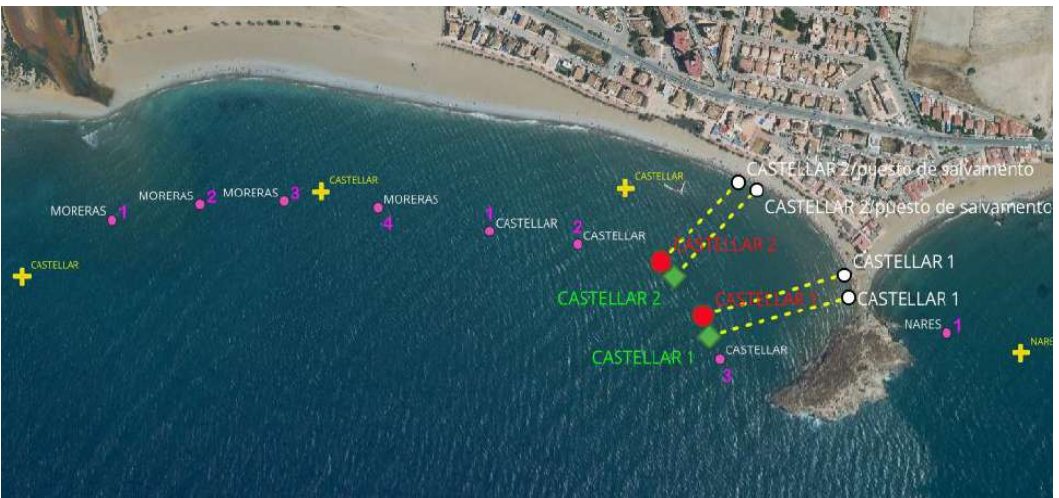 CASTELLAR 2/puesto de salvamento
CASTELLAR
CASTELLAR
MORERAS 1
MORERAS 2
MORERAS 3
MORERAS
4
CASTELLAR 2/puesto de salvamento
1
CASTELLAR
2
CASTELLAR
CASTELLAR 2
CASTELLAR
CASTELLAR 1
CASTELLAR 2
CASTELLAR 1
CASTELLAR 1
NARES 1
NARE
CASTELLAR 1
CASTELLAR
3